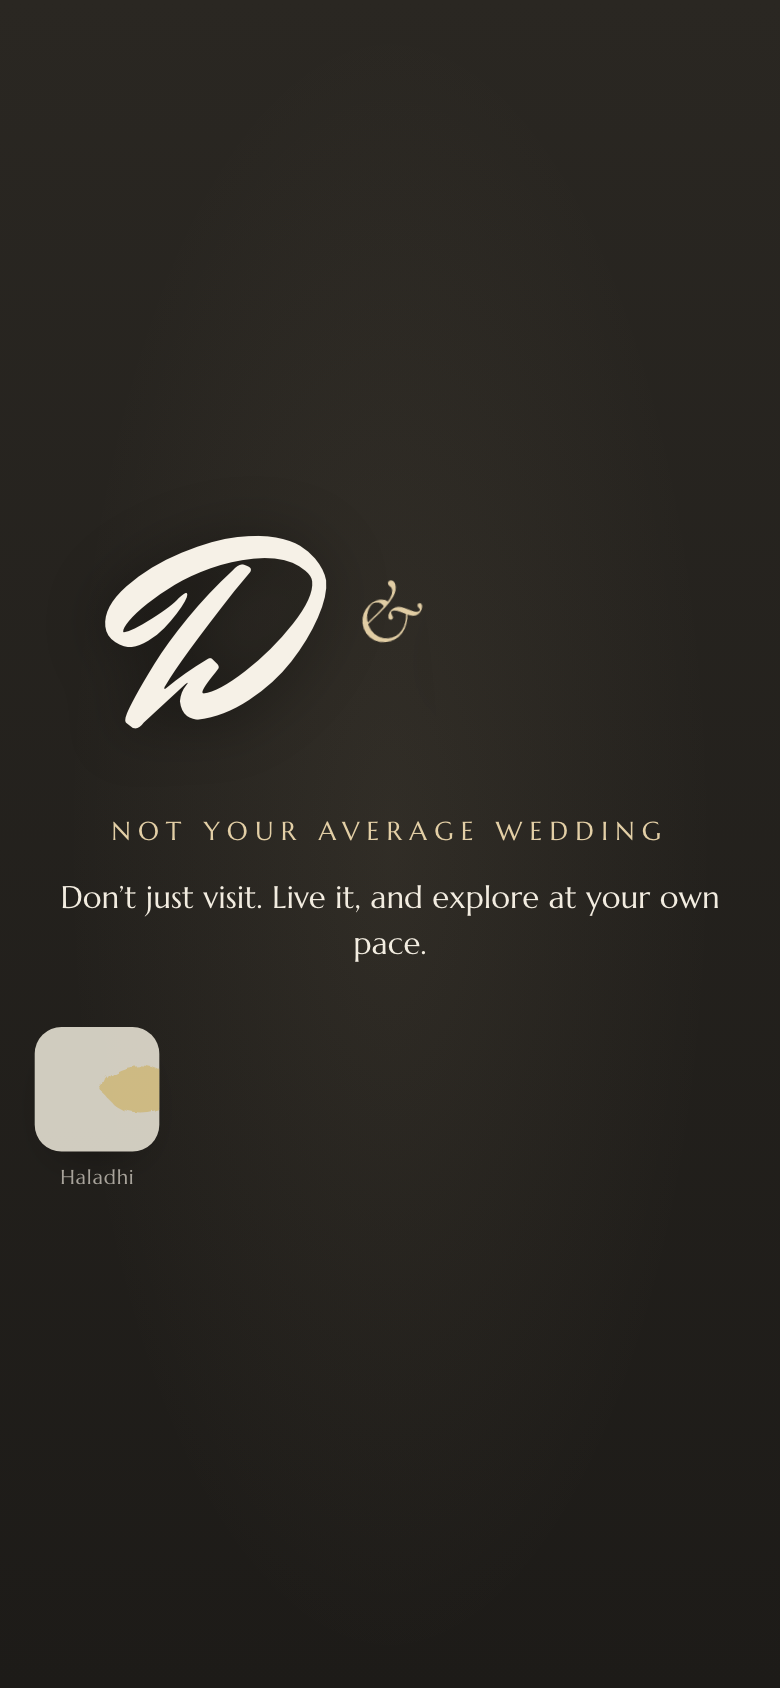 D &
NOT YOUR AVERAGE WEDDING
Don’t just visit. Live it, and explore at your own
pace.
Haladhi